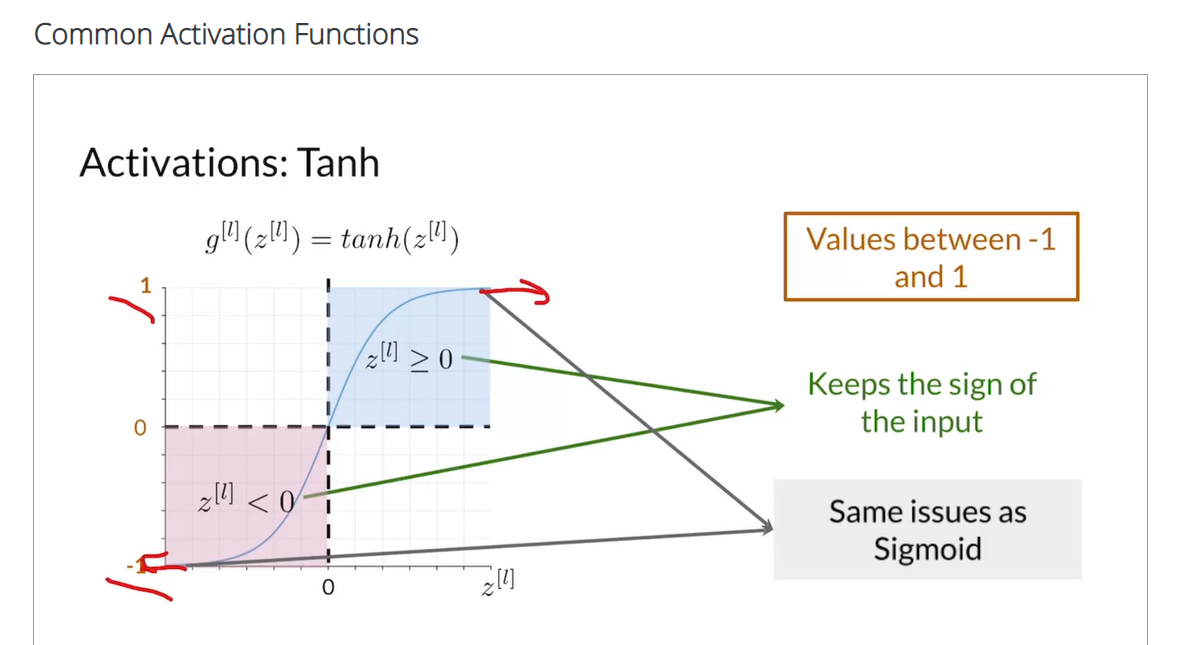 Common Activation Functions
Activations: Tanh
g^{[l]}(z^{[l]}) = tanh(z^{[l]})
Values between -1
and 1
1
z^{[l]} ≥ 0
Keeps the sign of
the input
0
z^{[l]} < 0
Same issues as
Sigmoid
-1
0
z^{[l]}